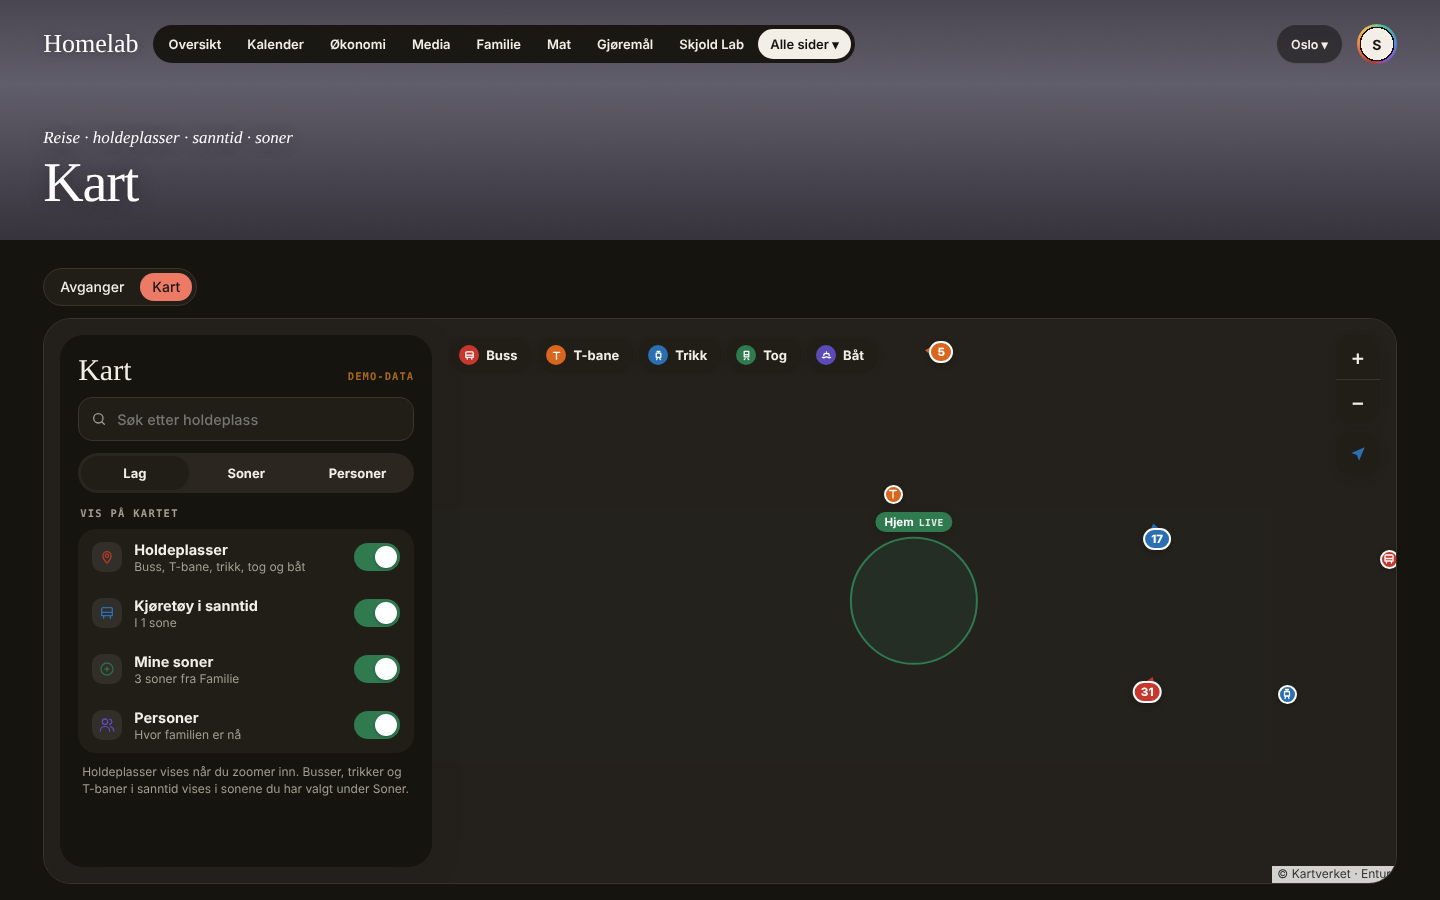 Homelab
Oversikt
Kalender
Økonomi
Media
Familie
Mat
Gjøremål
Skjold Lab
Alle sider ▾
Oslo ▾
S
Reise · holdeplasser · sanntid · soner
Kart
Avganger
Kart
Kart
DEMO-DATA
Søk etter holdeplass
Lag
Soner
Personer
VIS PÅ KARTET
Holdeplasser
Buss, T-bane, trikk, tog og båt
Kjøretøy i sanntid
I 1 sone
Mine soner
3 soner fra Familie
Personer
Hvor familien er nå
Holdeplasser vises når du zoomer inn. Busser, trikker og
T-baner i sanntid vises i sonene du har valgt under Soner.
Buss
T-bane
Trikk
Tog
Båt
5
+
−
T
Hjem LIVE
17
31
© Kartverket · Entur